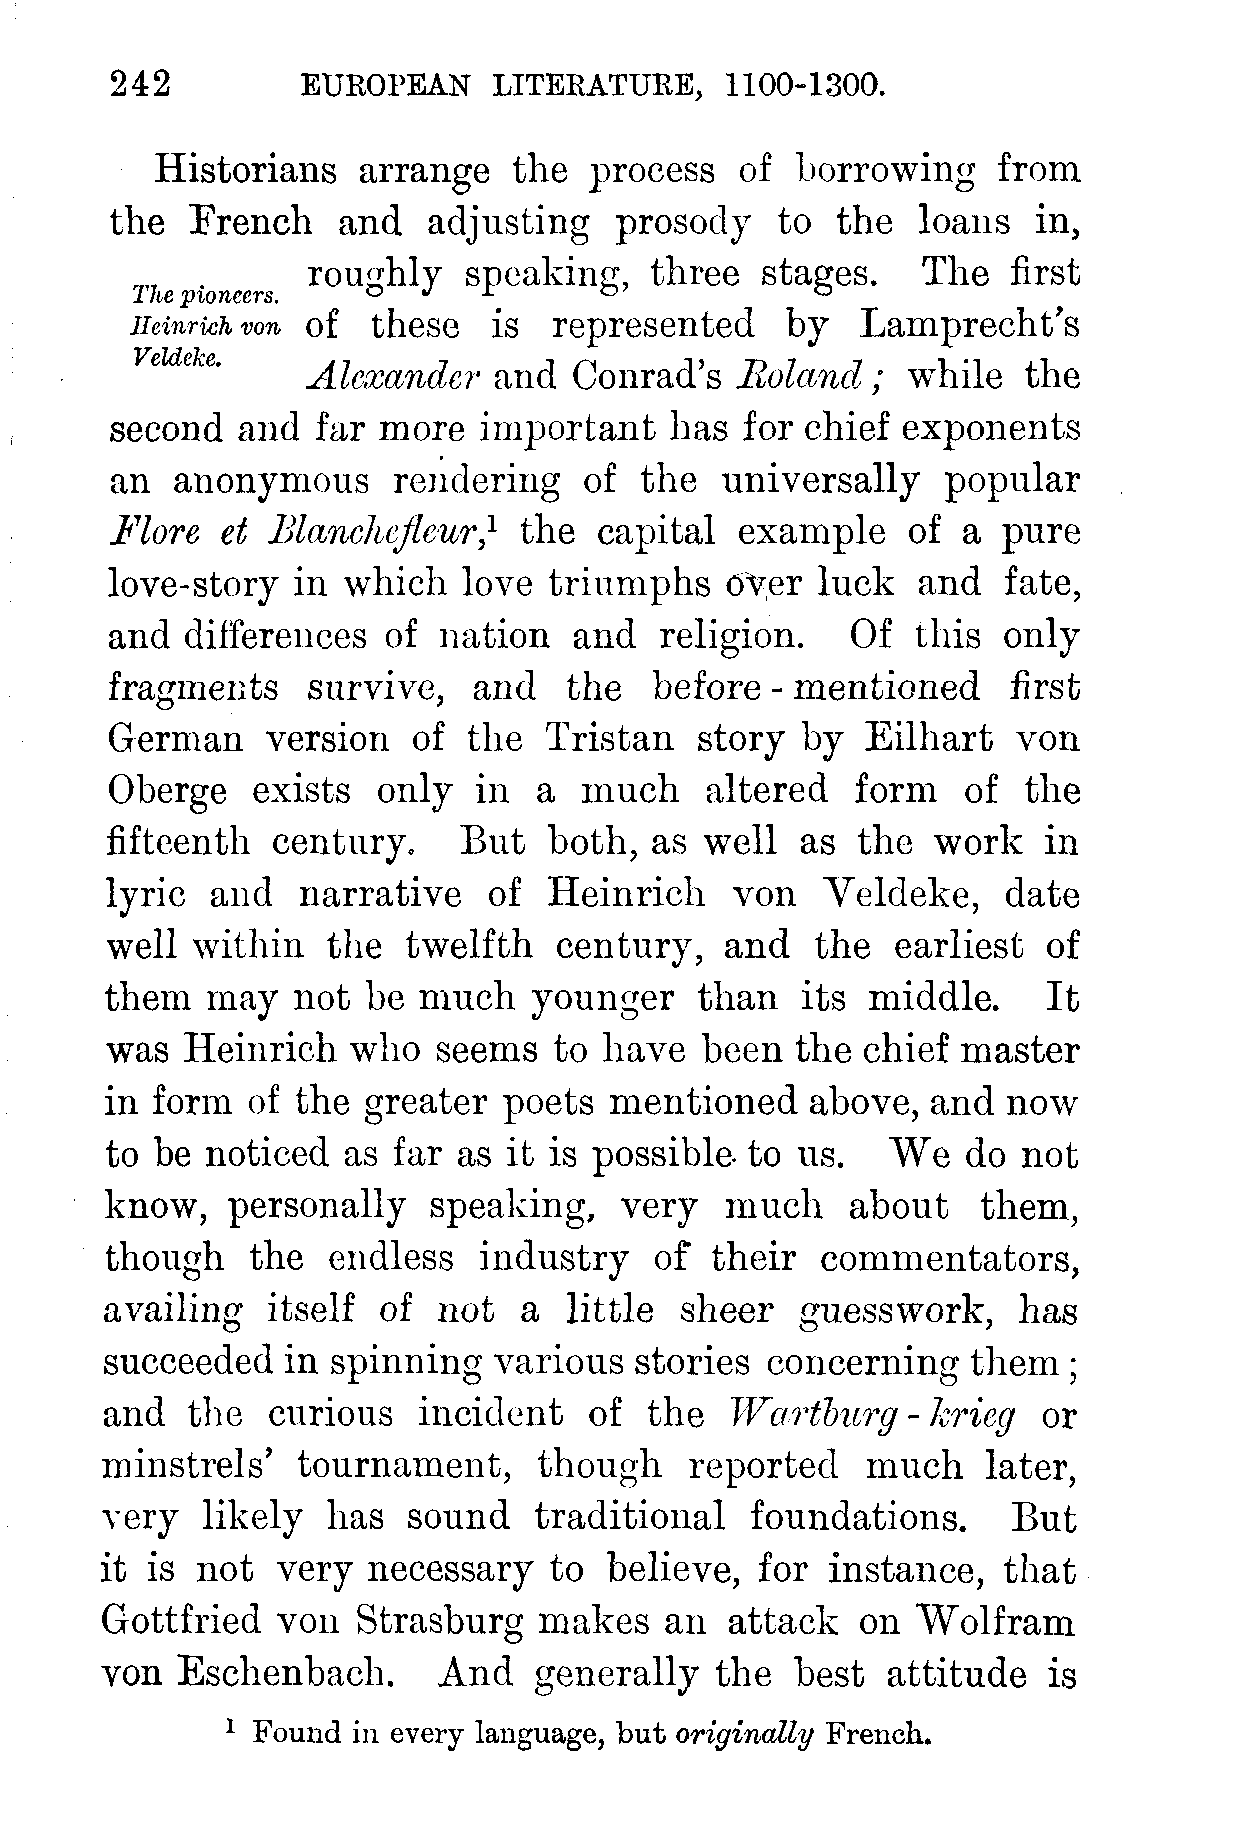 242 EUROPEAN LITERATURE, 1100-1300.
Historians arrange the process of borrowing from
the French and adjusting prosody to the loans in,
roughly speaking, three stages. The first
The pioneers.
Heinrich von
Veldeke.
of these is represented by Lamprecht's
Alexander and Conrad's Roland; while the
second and far more important has for chief exponents
an anonymous rendering of the universally popular
Flore et Blanchefleur,¹ the capital example of a pure
love-story in which love triumphs over luck and fate,
and differences of nation and religion. Of this only
fragments survive, and the before-mentioned first
German version of the Tristan story by Eilhart von
Oberge exists only in a much altered form of the
fifteenth century. But both, as well as the work in
lyric and narrative of Heinrich von Veldeke, date
well within the twelfth century, and the earliest of
them may not be much younger than its middle. It
was Heinrich who seems to have been the chief master
in form of the greater poets mentioned above, and now
to be noticed as far as it is possible to us. We do not
know, personally speaking, very much about them,
though the endless industry of their commentators,
availing itself of not a little sheer guesswork, has
succeeded in spinning various stories concerning them;
and the curious incident of the Wartburg-krieg or
minstrels' tournament, though reported much later,
very likely has sound traditional foundations. But
it is not very necessary to believe, for instance, that
Gottfried von Strasburg makes an attack on Wolfram
von Eschenbach. And generally the best attitude is
¹ Found in every language, but originally French.